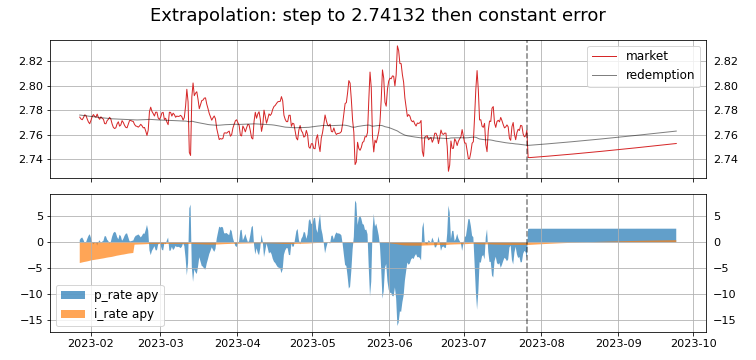 Extrapolation: step to 2.74132 then constant error
2.82 2.82
2.80 2.80
2.78 2.78
2.76 2.76
2.74 2.74
market
redemption
5 5
0 0
−5 −5
−10 −10
−15 −15
p_rate apy
i_rate apy
2023-02 2023-03 2023-04 2023-05 2023-06 2023-07 2023-08 2023-09 2023-10